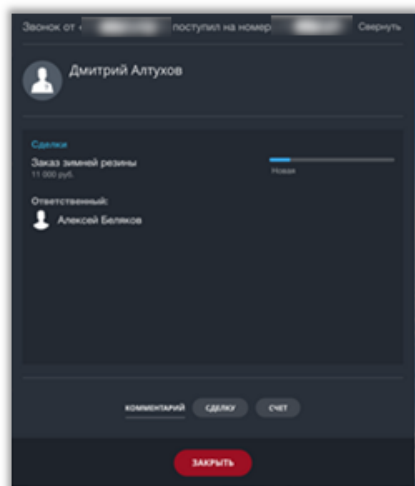 Звонок от поступил на номер Свернуть
Дмитрий Алтухов
Сделки
Заказ зимней резины
11 000 руб.
Новая
Ответственный:
Алексей Беляков
КОММЕНТАРИЙ СДЕЛКУ СЧЕТ
ЗАКРЫТЬ